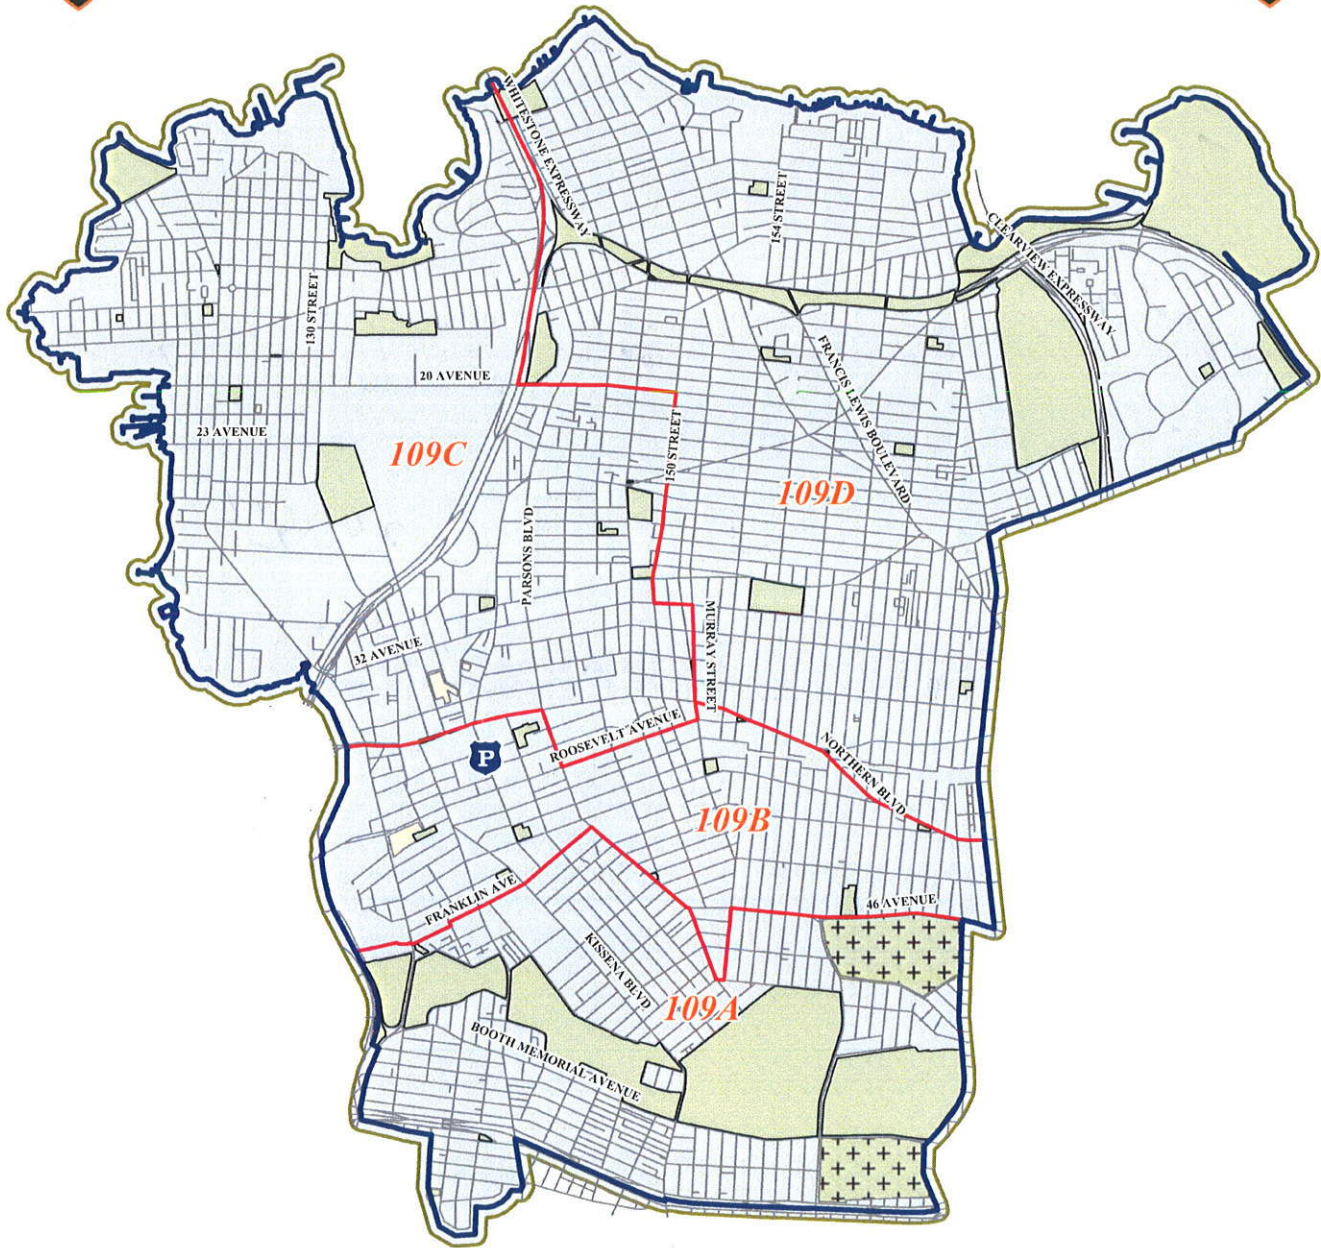 WHITESTONE EXPRESSWAY
154 STREET
CLEARVIEW EXPRESSWAY
130 STREET
FRANCIS LEWIS BOULEVARD
20 AVENUE
23 AVENUE
109C
150 STREET
109D
PARSONS BLVD
MURRAY STREET
32 AVENUE
ROOSEVELT AVENUE
P
NORTHERN BLVD
109B
FRANKLIN AVE
46 AVENUE
KISSENA BLVD
109A
BOOTH MEMORIAL AVENUE